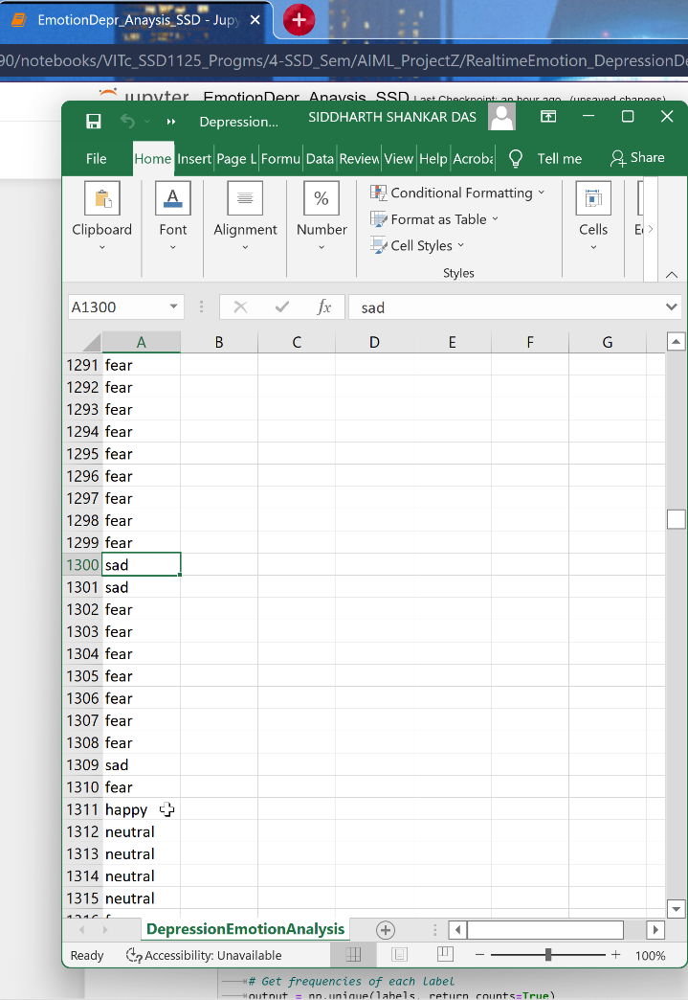 EmotionDepr_Anaysis_SSD - Jupy
90/notebooks/VITc_SSD1125_Progms/4-SSD_Sem/AIML_ProjectZ/RealtimeEmotion_DepressionDe
jupyter EmotionDepr_Anaysis_SSD Last Checkpoint: an hour ago (unsaved changes)
Depression... SIDDHARTH SHANKAR DAS
File Home Insert Page L Formu Data Review View Help Acroba Tell me Share
Conditional Formatting
Format as Table
Cell Styles
Clipboard Font Alignment Number Cells
Styles
A1300 fx sad
A B C D E F G
1291 fear
1292 fear
1293 fear
1294 fear
1295 fear
1296 fear
1297 fear
1298 fear
1299 fear
1300 sad
1301 sad
1302 fear
1303 fear
1304 fear
1305 fear
1306 fear
1307 fear
1308 fear
1309 sad
1310 fear
1311 happy
1312 neutral
1313 neutral
1314 neutral
1315 neutral
DepressionEmotionAnalysis
Ready Accessibility: Unavailable 100%
# Get frequencies of each label
output = np.unique(labels, return_counts=True)